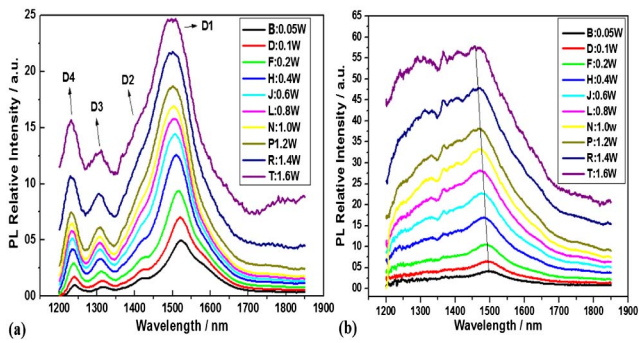 25
20
15
10
5
0
PL Relative Intensity / a.u.
D4
D3
D2
D1
B:0.05W
D:0.1W
F:0.2W
H:0.4W
J:0.6W
L:0.8W
N:1.0W
P1.2W
R:1.4W
T:1.6W
1200 1300 1400 1500 1600 1700 1800 1900
Wavelength / nm
(a)
65
60
55
50
45
40
35
30
25
20
15
10
05
00
PL Relative Intensity / a.u.
B:0.05W
D:0.1W
F:0.2W
H:0.4W
J:0.6W
L:0.8W
N:1.0w
P:1.2W
R:1.4W
T:1.6W
1200 1300 1400 1500 1600 1700 1800 1900
Wavelength / nm
(b)